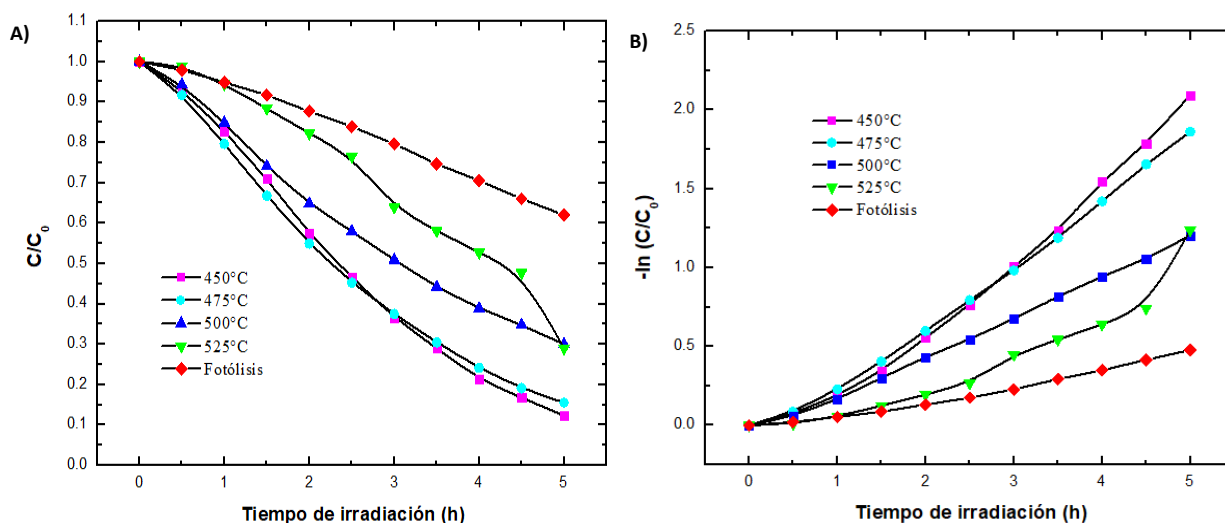 A)
C/C0
1.1
1.0
0.9
0.8
0.7
0.6
0.5
0.4
0.3
0.2
0.1
0.0
450°C
475°C
500°C
525°C
Fotólisis
0 1 2 3 4 5
Tiempo de irradiación (h)
B)
-ln (C/C0)
2.5
2.0
1.5
1.0
0.5
0.0
450°C
475°C
500°C
525°C
Fotólisis
0 1 2 3 4 5
Tiempo de irradiación (h)